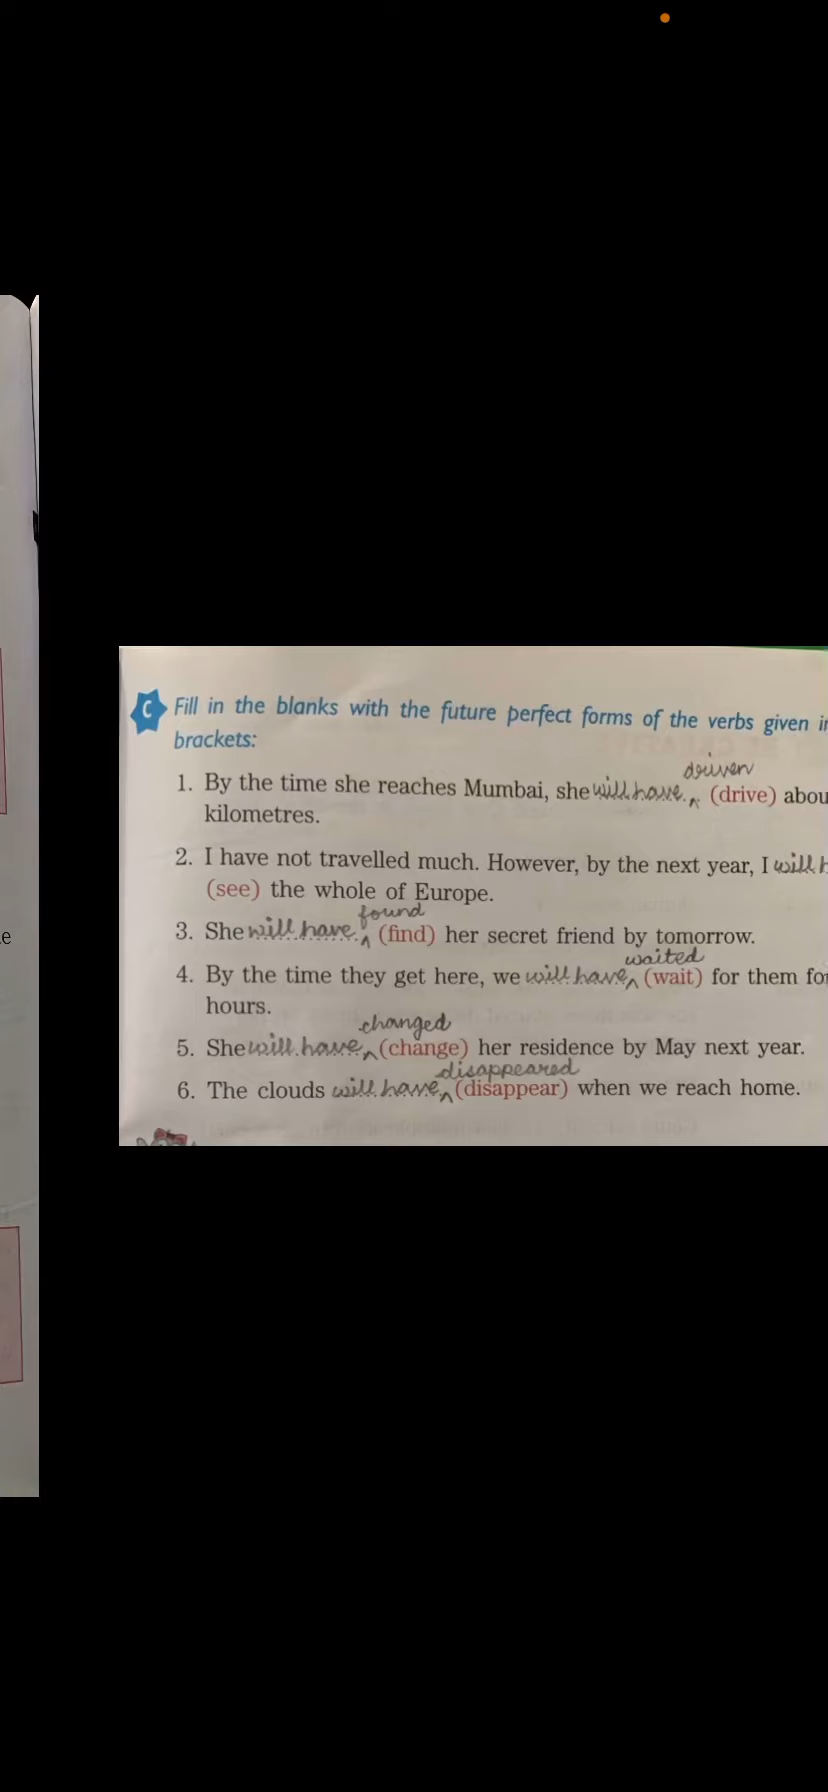 e
C Fill in the blanks with the future perfect forms of the verbs given in
brackets:
driven
1. By the time she reaches Mumbai, she will have ^ (drive) abou
kilometres.
2. I have not travelled much. However, by the next year, I will h
(see) the whole of Europe.
found
3. She will have ^ (find) her secret friend by tomorrow.
waited
4. By the time they get here, we will have ^ (wait) for them for
hours.
changed
5. She will have ^ (change) her residence by May next year.
disappeared
6. The clouds will have ^ (disappear) when we reach home.